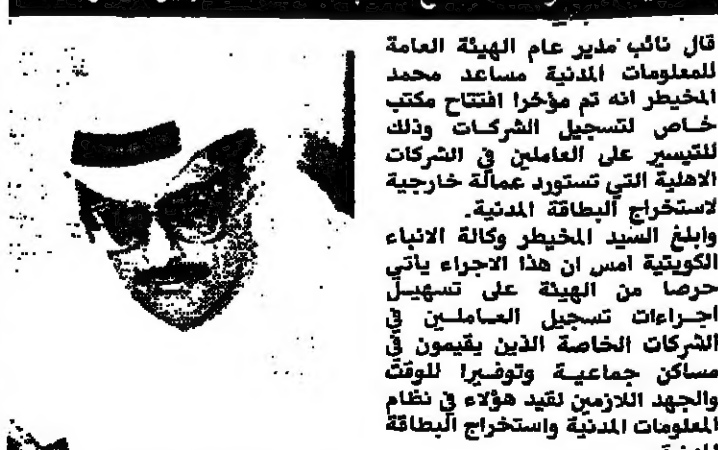 قال نائب مدير عام الهيئة العامة
للمعلومات المدنية مساعد محمد
المخيطر انه تم مؤخرا افتتاح مكتب
خاص لتسجيل الشركات وذلك
للتيسير على العاملين في الشركات
الاهلية التي تستورد عمالة خارجية
لاستخراج البطاقة المدنية.
وابلغ السيد المخيطر وكالة الانباء
الكويتية امس ان هذا الاجراء يأتي
حرصا من الهيئة على تسهيل
اجراءات تسجيل العاملين في
الشركات الخاصة الذين يقيمون في
مساكن جماعية وتوفيرا للوقت
والجهد اللازمين لقيد هؤلاء في نظام
المعلومات المدنية واستخراج البطاقة